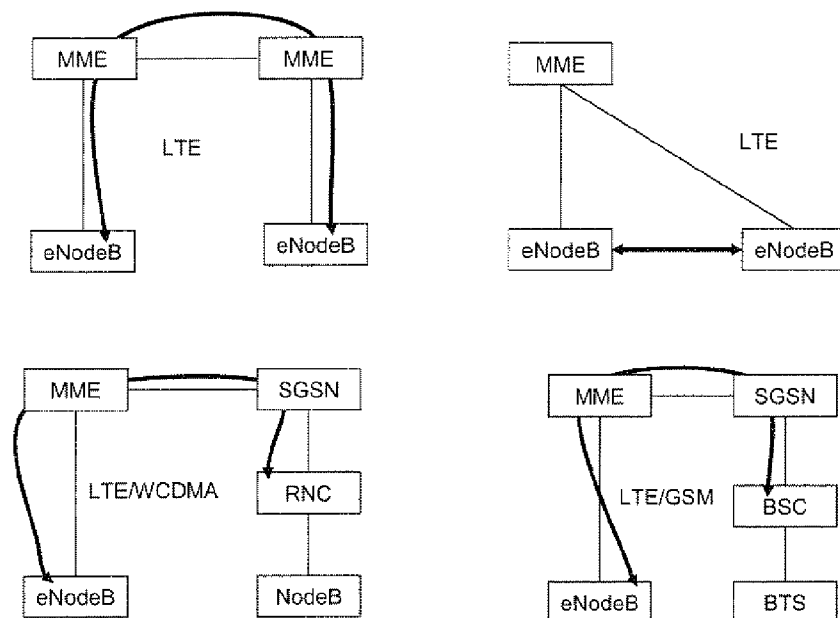 MME MME
LTE
eNodeB eNodeB
MME
LTE
eNodeB eNodeB
MME SGSN
LTE/WCDMA RNC
eNodeB NodeB
MME SGSN
LTE/GSM BSC
eNodeB BTS